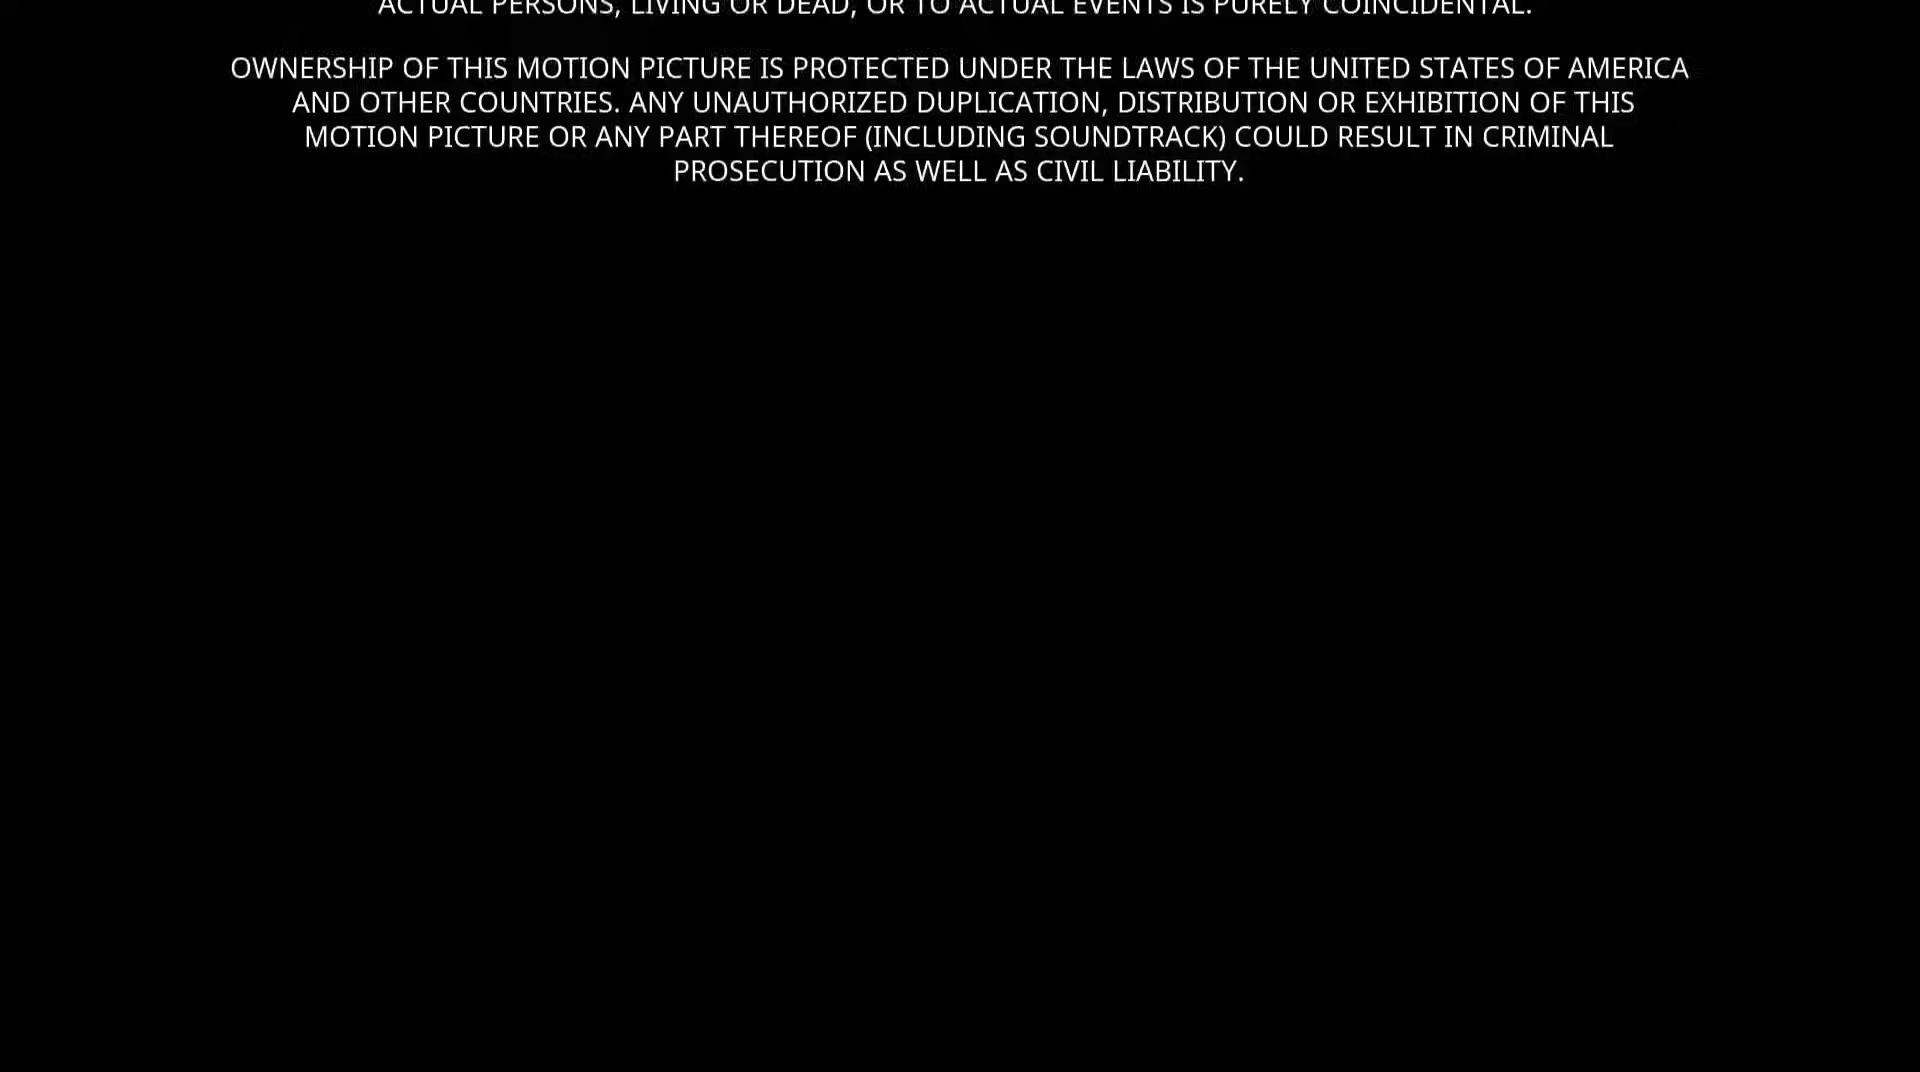 ACTUAL PERSONS, LIVING OR DEAD, OR TO ACTUAL EVENTS IS PURELY COINCIDENTAL.
OWNERSHIP OF THIS MOTION PICTURE IS PROTECTED UNDER THE LAWS OF THE UNITED STATES OF AMERICA
AND OTHER COUNTRIES. ANY UNAUTHORIZED DUPLICATION, DISTRIBUTION OR EXHIBITION OF THIS
MOTION PICTURE OR ANY PART THEREOF (INCLUDING SOUNDTRACK) COULD RESULT IN CRIMINAL
PROSECUTION AS WELL AS CIVIL LIABILITY.